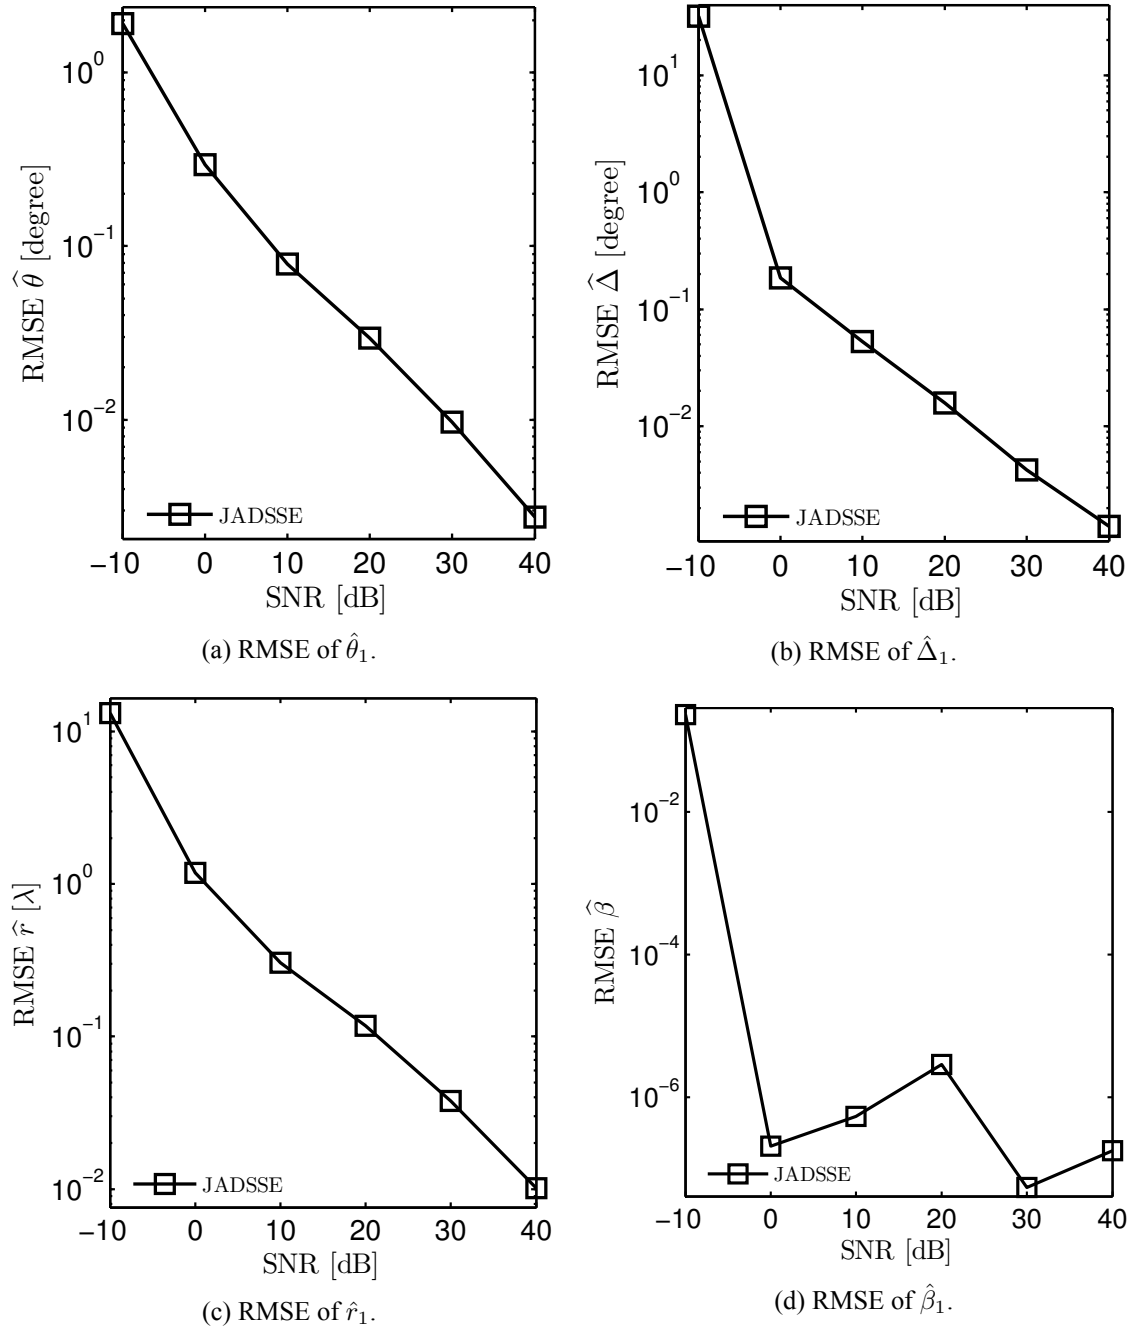 10^0
10^-1
10^-2
RMSE θ̂ [degree]
JADSSE
−10 0 10 20 30 40
SNR [dB]
(a) RMSE of θ̂₁.
10^1
10^0
10^-1
10^-2
RMSE Δ̂ [degree]
JADSSE
−10 0 10 20 30 40
SNR [dB]
(b) RMSE of Δ̂₁.
10^1
10^0
10^-1
10^-2
RMSE r̂ [λ]
JADSSE
−10 0 10 20 30 40
SNR [dB]
(c) RMSE of r̂₁.
10^-2
10^-4
10^-6
RMSE β̂
JADSSE
−10 0 10 20 30 40
SNR [dB]
(d) RMSE of β̂₁.